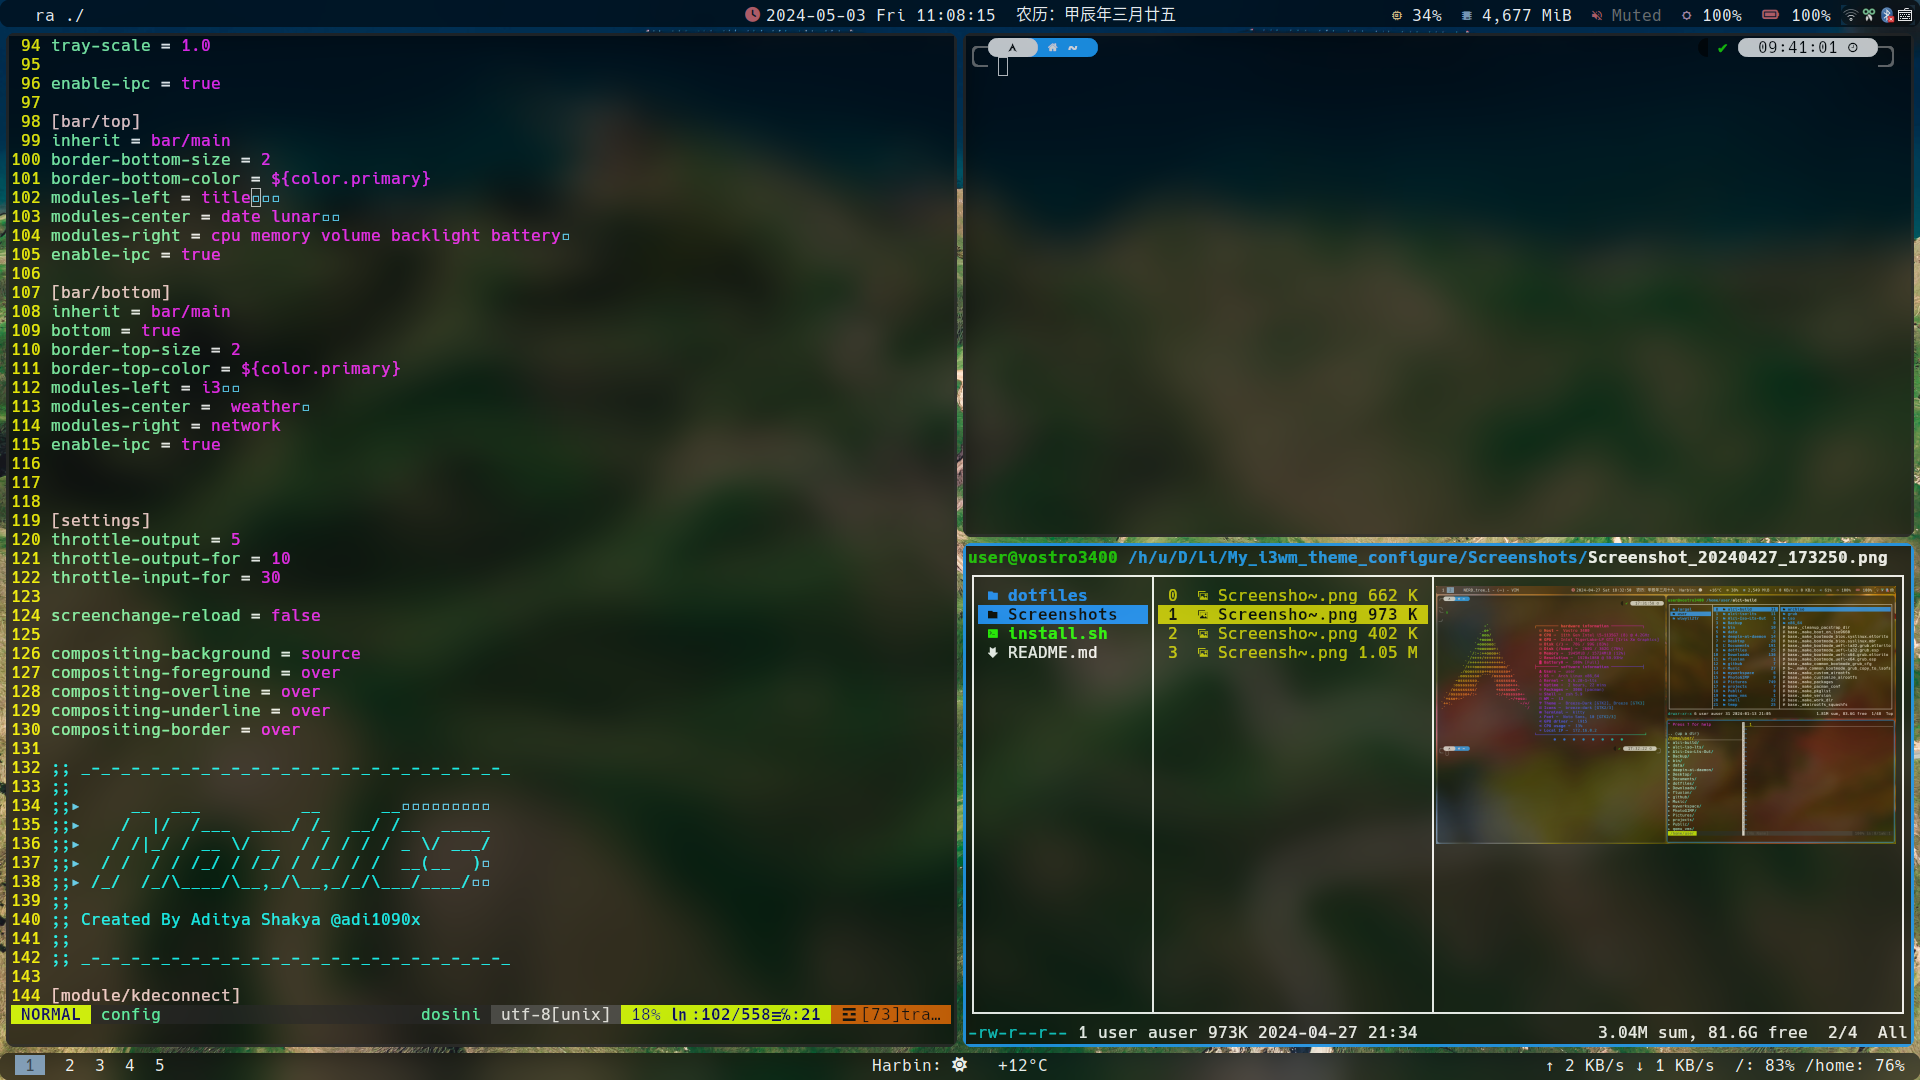 ra ./
2024-05-03 Fri 11:08:15 农历: 甲辰年三月廿五
34% 4,677 MiB Muted 100% 100%
94 tray-scale = 1.0
95
96 enable-ipc = true
97
98 [bar/top]
99 inherit = bar/main
100 border-bottom-size = 2
101 border-bottom-color = ${color.primary}
102 modules-left = title
103 modules-center = date lunar
104 modules-right = cpu memory volume backlight battery
105 enable-ipc = true
106
107 [bar/bottom]
108 inherit = bar/main
109 bottom = true
110 border-top-size = 2
111 border-top-color = ${color.primary}
112 modules-left = i3
113 modules-center =  weather
114 modules-right = network
115 enable-ipc = true
116
117
118
119 [settings]
120 throttle-output = 5
121 throttle-output-for = 10
122 throttle-input-for = 30
123
124 screenchange-reload = false
125
126 compositing-background = source
127 compositing-foreground = over
128 compositing-overline = over
129 compositing-underline = over
130 compositing-border = over
131
132 ;; _-_-_-_-_-_-_-_-_-_-_-_-_-_-_-_-_-_-_-_-_-_
133 ;;
134 ;;
135 ;;
136 ;;
137 ;;
138 ;;
139 ;;
140 ;; Created By Aditya Shakya @adi1090x
141 ;;
142 ;; _-_-_-_-_-_-_-_-_-_-_-_-_-_-_-_-_-_-_-_-_-_
143
144 [module/kdeconnect]
NORMAL config dosini utf-8[unix] 18% ln :102/558≡%:21 [73]tra…
~ ✔ 09:41:01
user@vostro3400 /h/u/D/Li/My_i3wm_theme_configure/Screenshots/Screenshot_20240427_173250.png
dotfiles
Screenshots
install.sh
README.md
0 Screensho~.png 662 K
1 Screensho~.png 973 K
2 Screensho~.png 402 K
3 Screensh~.png 1.05 M
-rw-r--r-- 1 user auser 973K 2024-04-27 21:34 3.04M sum, 81.6G free 2/4 All
1 2 3 4 5
Harbin: +12°C
↑ 2 KB/s ↓ 1 KB/s /: 83% /home: 76%